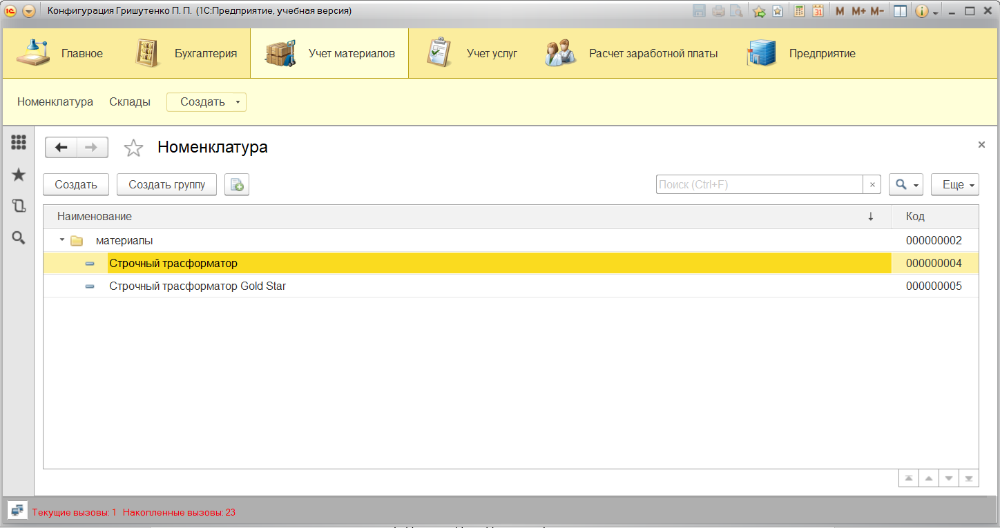 Конфигурация Гришутенко П. П. (1С:Предприятие, учебная версия)
31 M M+ M-
Главное Бухгалтерия Учет материалов Учет услуг Расчет заработной платы Предприятие
Номенклатура Склады Создать
Номенклатура
Создать Создать группу Поиск (Ctrl+F) Еще
Наименование Код
материалы 000000002
Строчный трасформатор 000000004
Строчный трасформатор Gold Star 000000005
Текущие вызовы: 1 Накопленные вызовы: 23